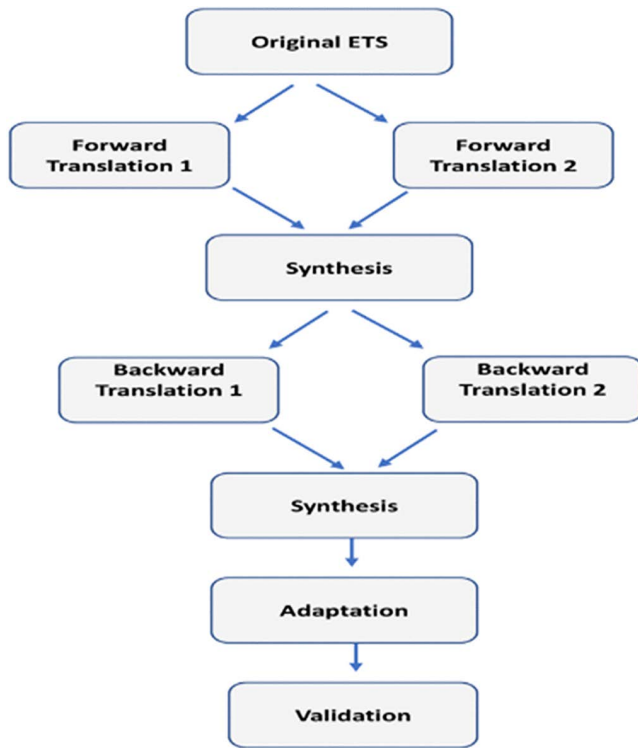 Original ETS
Forward
Translation 1
Forward
Translation 2
Synthesis
Backward
Translation 1
Backward
Translation 2
Synthesis
Adaptation
Validation